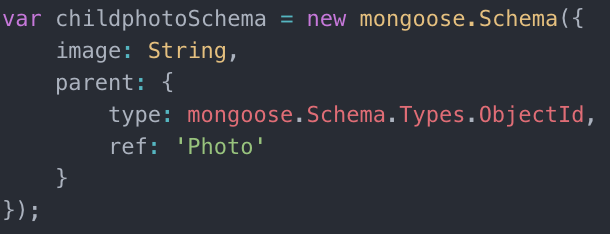 var childphotoSchema = new mongoose.Schema({
    image: String,
    parent: {
        type: mongoose.Schema.Types.ObjectId,
        ref: 'Photo'
    }
});